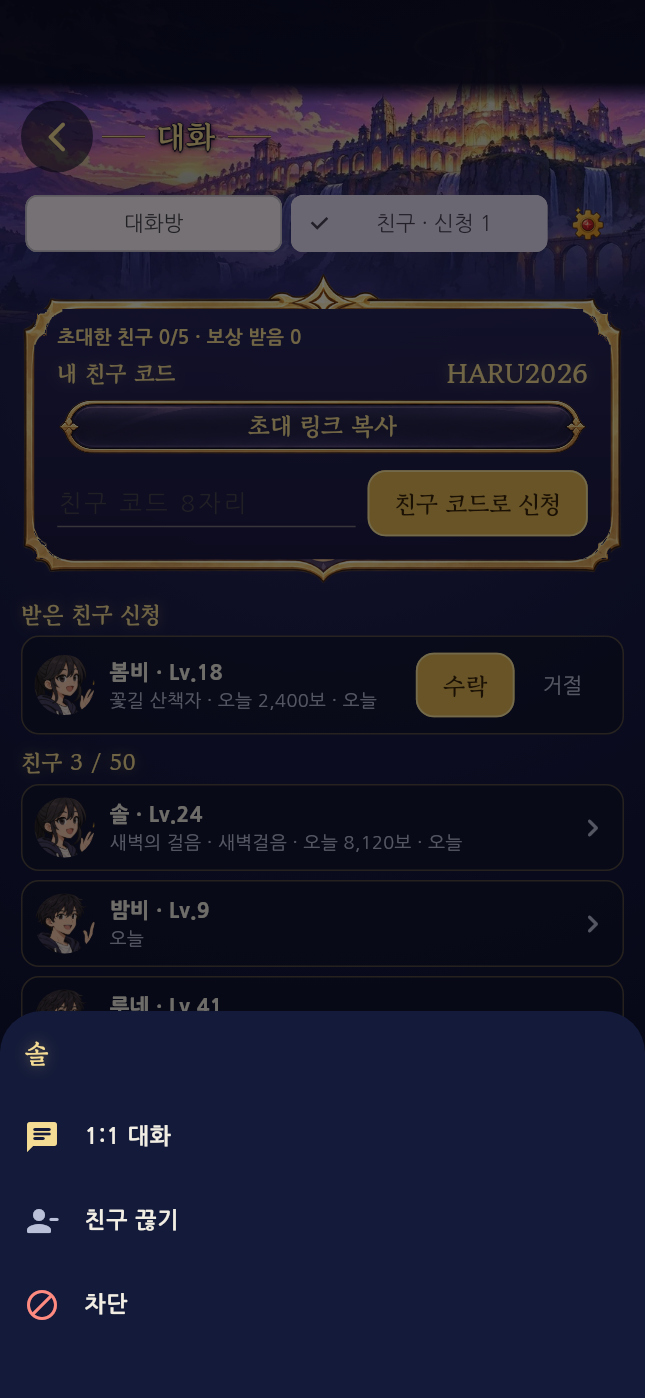 대화
대화방
친구 · 신청 1
초대한 친구 0/5 · 보상 받음 0
내 친구 코드 HARU2026
초대 링크 복사
친구 코드 8자리
친구 코드로 신청
받은 친구 신청
봄비 · Lv.18
꽃길 산책자 · 오늘 2,400보 · 오늘
수락
거절
친구 3 / 50
솔 · Lv.24
새벽의 걸음 · 새벽걸음 · 오늘 8,120보 · 오늘
밤비 · Lv.9
오늘
루네 · Lv.41
솔
1:1 대화
친구 끊기
차단